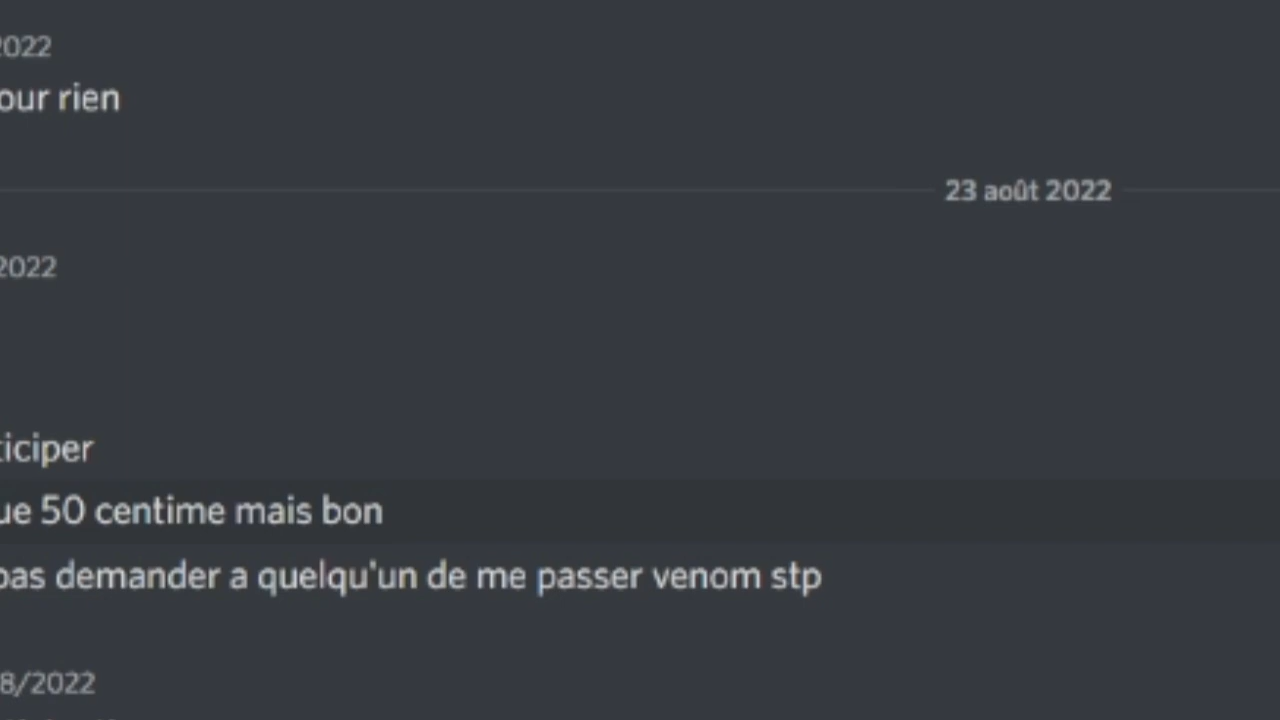 2022
our rien
23 août 2022
2022
ticiper
ue 50 centime mais bon
pas demander a quelqu'un de me passer venom stp
8/2022